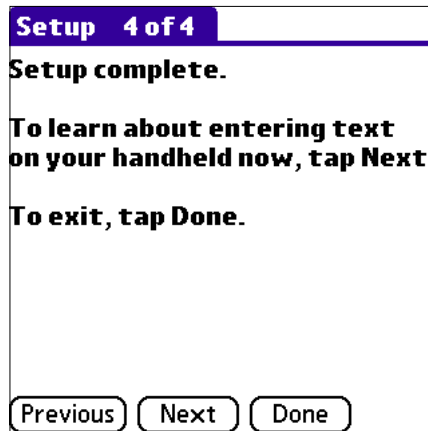 Setup 4 of 4
Setup complete.
To learn about entering text
on your handheld now, tap Next
To exit, tap Done.
Previous Next Done